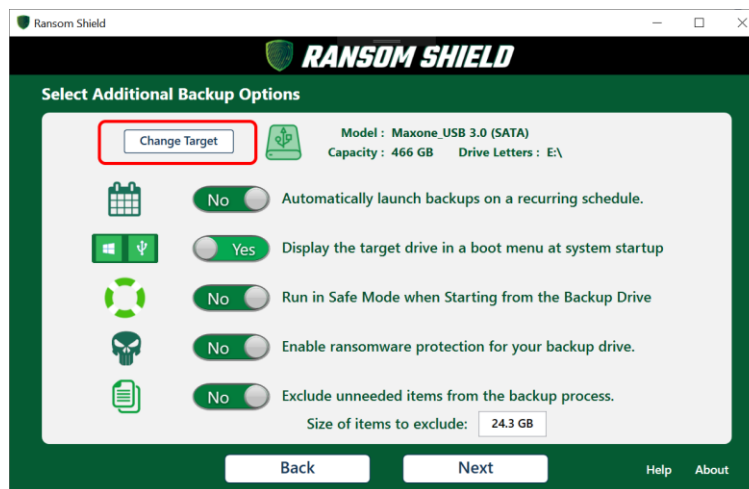 Ransom Shield
RANSOM SHIELD
Select Additional Backup Options
Change Target
Model : Maxone_USB 3.0 (SATA)
Capacity : 466 GB Drive Letters : E:\
No Automatically launch backups on a recurring schedule.
Yes Display the target drive in a boot menu at system startup
No Run in Safe Mode when Starting from the Backup Drive
No Enable ransomware protection for your backup drive.
No Exclude unneeded items from the backup process.
Size of items to exclude: 24.3 GB
Back Next Help About